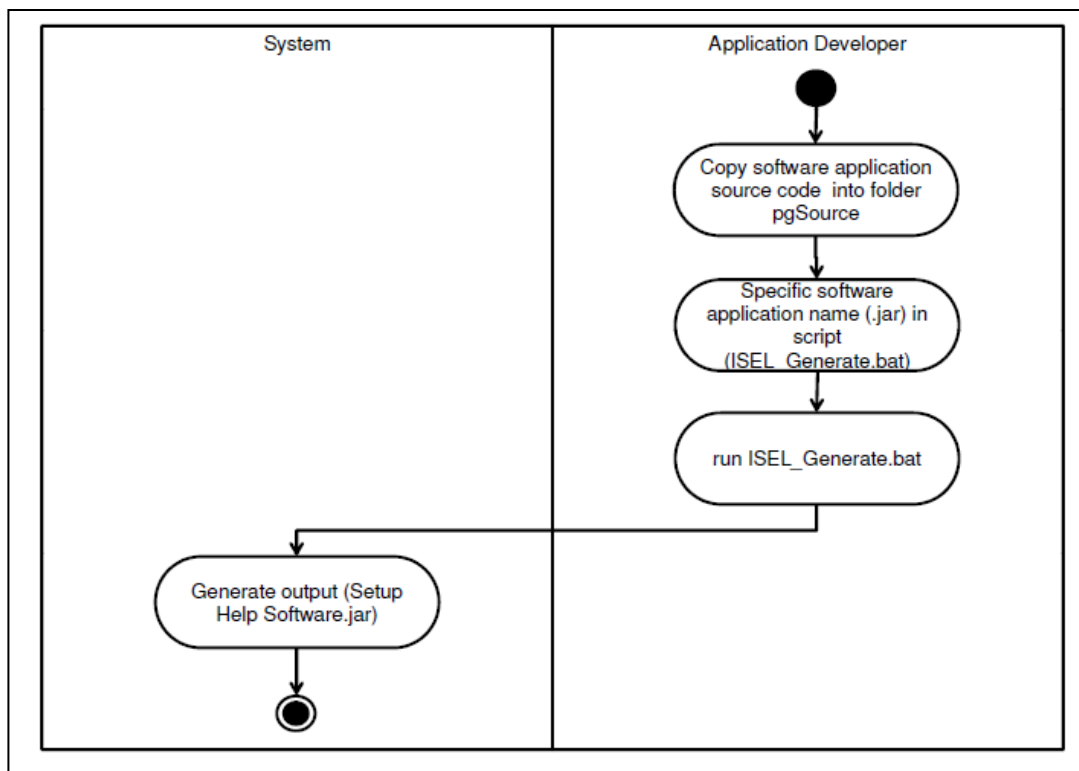 System
Application Developer
Copy software application
source code into folder
pgSource
Specific software
application name (.jar) in
script
(ISEL_Generate.bat)
run ISEL_Generate.bat
Generate output (Setup
Help Software.jar)